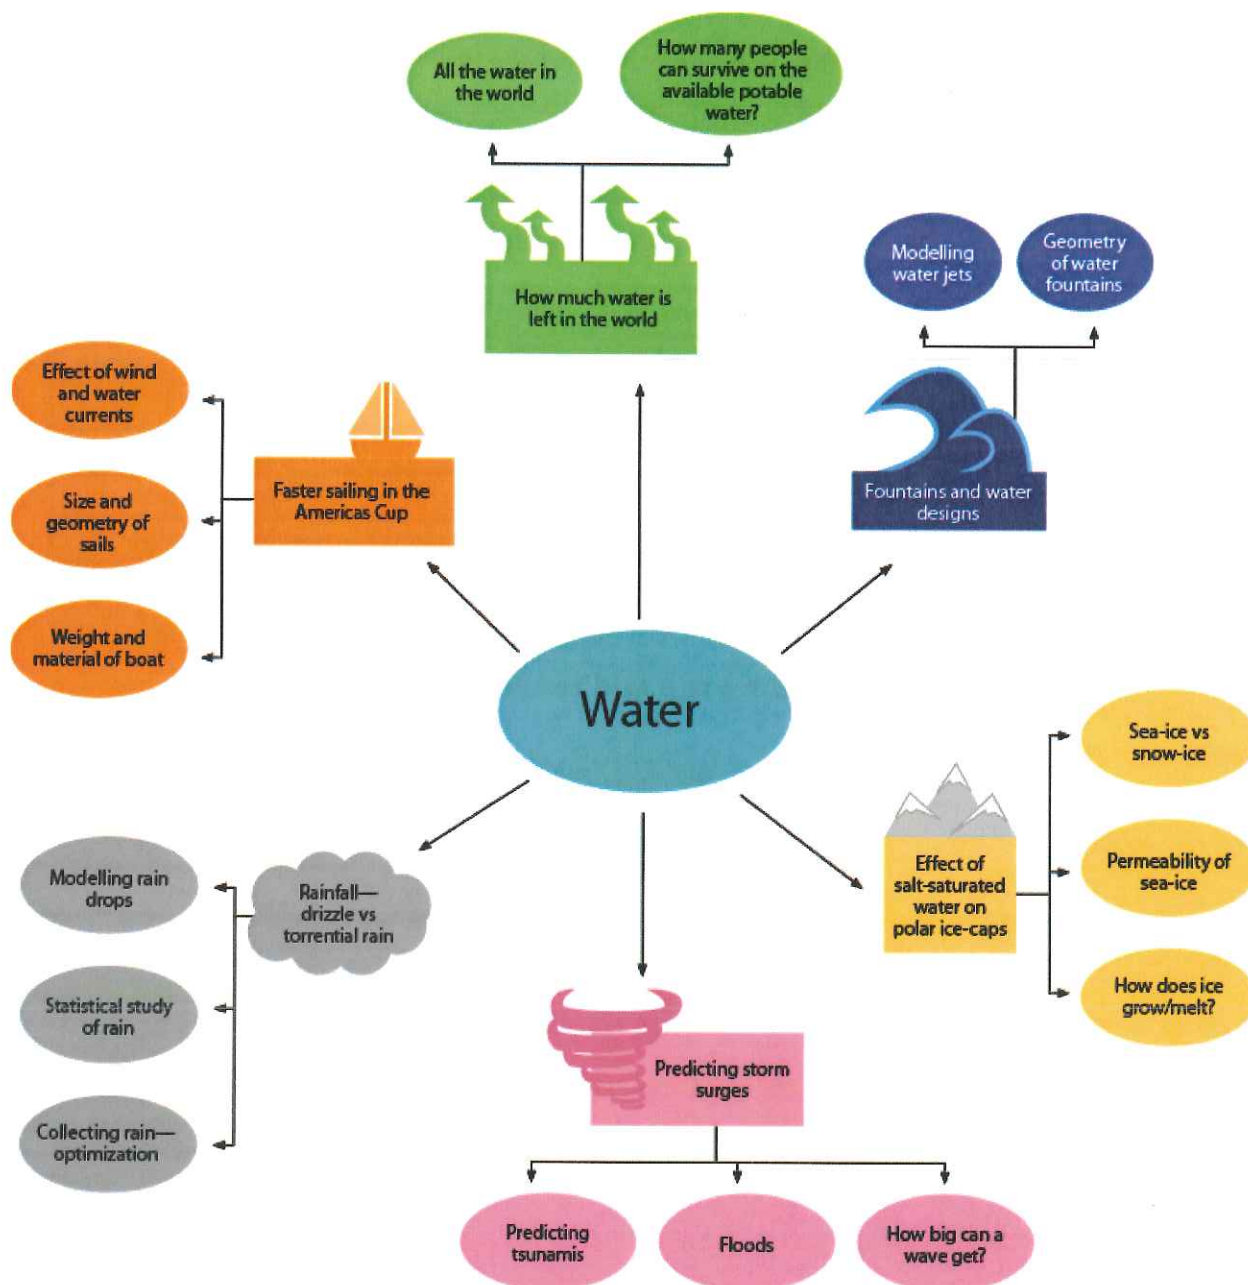 All the water in
the world
How many people
can survive on the
available potable
water?
How much water is
left in the world
Modelling
water jets
Geometry
of water
fountains
Fountains and water
designs
Effect of wind
and water
currents
Size and
geometry of
sails
Weight and
material of boat
Faster sailing in the
Americas Cup
Water
Sea-ice vs
snow-ice
Permeability of
sea-ice
How does ice
grow/melt?
Effect of
salt-saturated
water on
polar ice-caps
Modelling rain
drops
Statistical study
of rain
Collecting rain—
optimization
Rainfall—
drizzle vs
torrential rain
Predicting storm
surges
Predicting
tsunamis
Floods
How big can a
wave get?